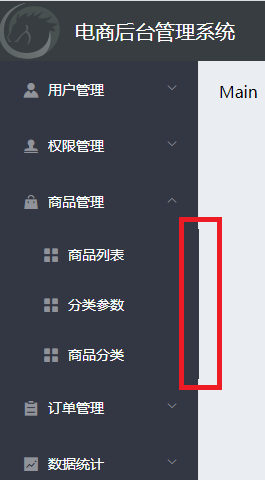 电商后台管理系统
用户管理
Main
权限管理
商品管理
商品列表
分类参数
商品分类
订单管理
数据统计